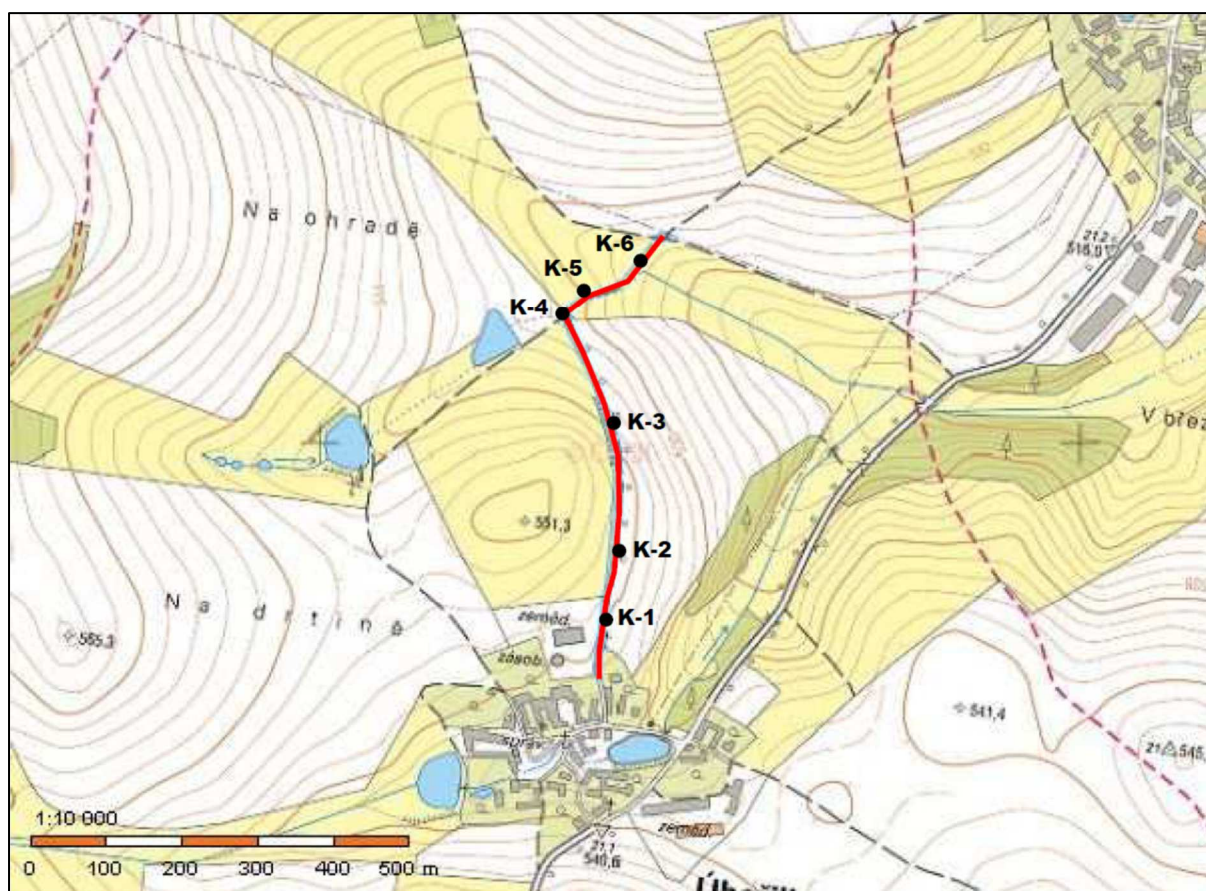 Na ohradě
K-6
K-5
K-4
21.2
516,9
K-3
V břez
551,3
K-2
Na drtině
565,3
K-1
zeměd.
zásob.
správ.
541,4
21
545,
1:10 000
zeměd.
21.1
540,6
0 100 200 300 400 500 m